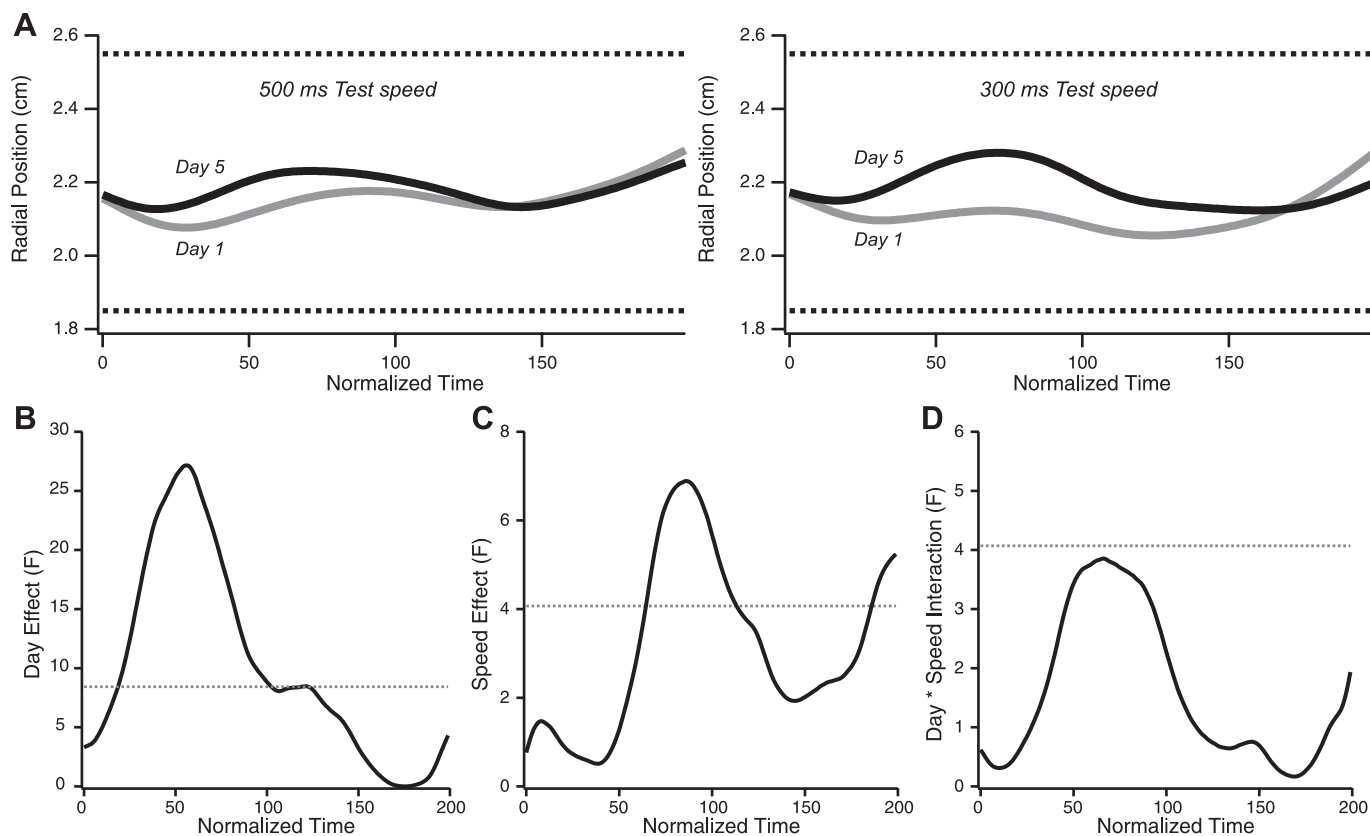 A
2.6
2.4
2.2
2.0
1.8
Radial Position (cm)
500 ms Test speed
Day 5
Day 1
0
50
100
150
Normalized Time
2.6
2.4
2.2
2.0
1.8
Radial Position (cm)
300 ms Test speed
Day 5
Day 1
0
50
100
150
Normalized Time
B
30
25
20
15
10
5
0
Day Effect (F)
0
50
100
150
200
Normalized Time
C
8
6
4
2
0
Speed Effect (F)
0
50
100
150
200
Normalized Time
D
6
5
4
3
2
1
0
Day * Speed Interaction (F)
0
50
100
150
200
Normalized Time